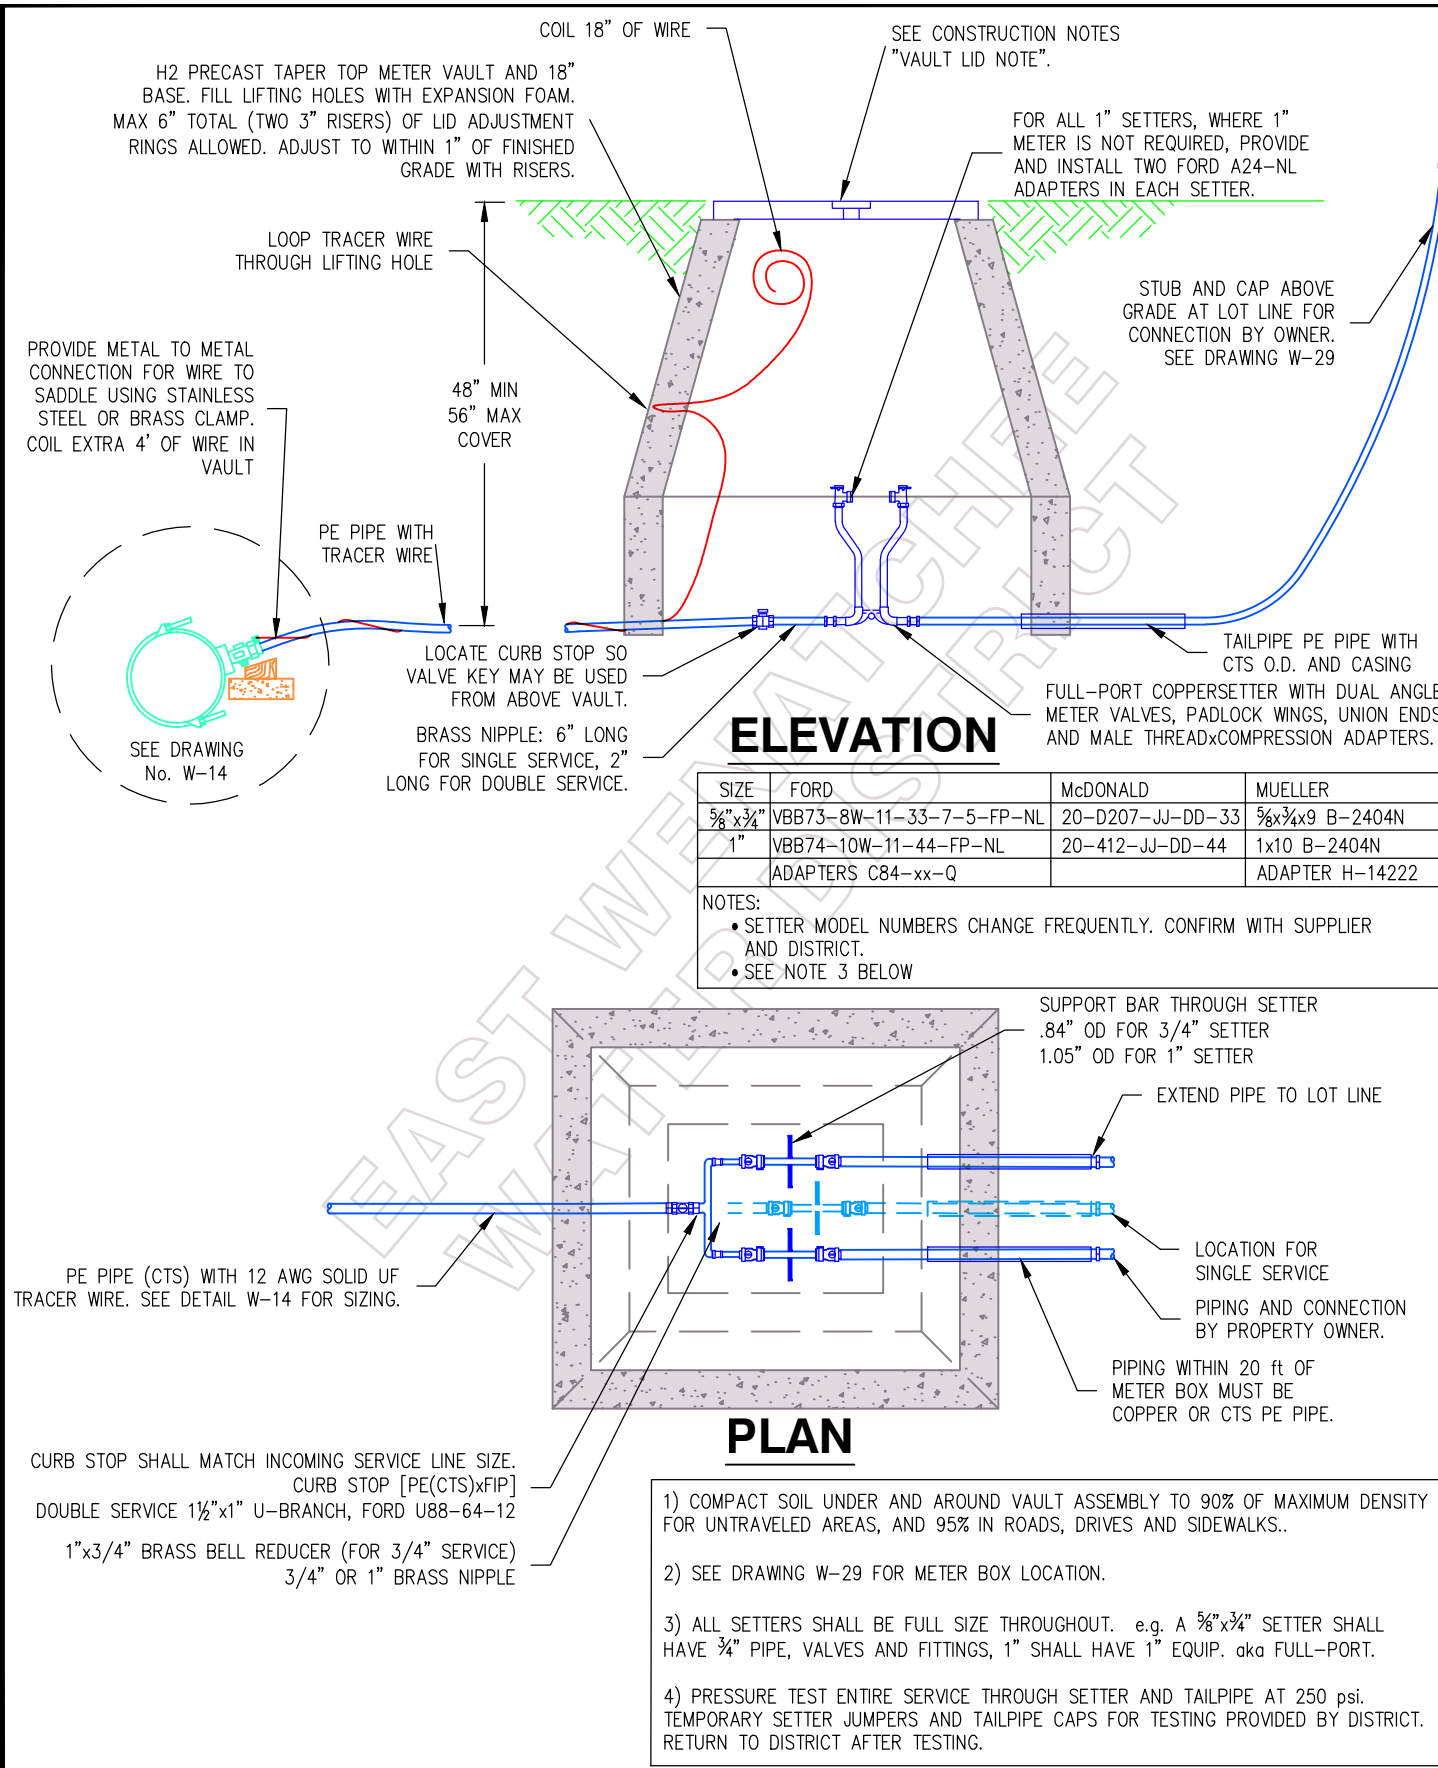 COIL 18" OF WIRE
SEE CONSTRUCTION NOTES
"VAULT LID NOTE".
H2 PRECAST TAPER TOP METER VAULT AND 18"
BASE. FILL LIFTING HOLES WITH EXPANSION FOAM.
MAX 6" TOTAL (TWO 3" RISERS) OF LID ADJUSTMENT
RINGS ALLOWED. ADJUST TO WITHIN 1" OF FINISHED
GRADE WITH RISERS.
FOR ALL 1" SETTERS, WHERE 1"
METER IS NOT REQUIRED, PROVIDE
AND INSTALL TWO FORD A24-NL
ADAPTERS IN EACH SETTER.
LOOP TRACER WIRE
THROUGH LIFTING HOLE
STUB AND CAP ABOVE
GRADE AT LOT LINE FOR
CONNECTION BY OWNER.
SEE DRAWING W-29
PROVIDE METAL TO METAL
CONNECTION FOR WIRE TO
SADDLE USING STAINLESS
STEEL OR BRASS CLAMP.
COIL EXTRA 4' OF WIRE IN
VAULT
48" MIN
56" MAX
COVER
PE PIPE WITH
TRACER WIRE
SEE DRAWING
No. W-14
LOCATE CURB STOP SO
VALVE KEY MAY BE USED
FROM ABOVE VAULT.
BRASS NIPPLE: 6" LONG
FOR SINGLE SERVICE, 2"
LONG FOR DOUBLE SERVICE.
TAILPIPE PE PIPE WITH
CTS O.D. AND CASING
FULL-PORT COPPERSETTER WITH DUAL ANGLE
METER VALVES, PADLOCK WINGS, UNION ENDS
AND MALE THREADxCOMPRESSION ADAPTERS.
ELEVATION
SIZE FORD McDONALD MUELLER
⅝"x¾" VBB73-8W-11-33-7-5-FP-NL 20-D207-JJ-DD-33 ⅝x¾x9 B-2404N
1" VBB74-10W-11-44-FP-NL 20-412-JJ-DD-44 1x10 B-2404N
ADAPTERS C84-xx-Q ADAPTER H-14222
NOTES:
• SETTER MODEL NUMBERS CHANGE FREQUENTLY. CONFIRM WITH SUPPLIER
AND DISTRICT.
• SEE NOTE 3 BELOW
EAST WENATCHEE
WATER DISTRICT
SUPPORT BAR THROUGH SETTER
.84" OD FOR 3/4" SETTER
1.05" OD FOR 1" SETTER
EXTEND PIPE TO LOT LINE
LOCATION FOR
SINGLE SERVICE
PIPING AND CONNECTION
BY PROPERTY OWNER.
PIPING WITHIN 20 ft OF
METER BOX MUST BE
COPPER OR CTS PE PIPE.
PE PIPE (CTS) WITH 12 AWG SOLID UF
TRACER WIRE. SEE DETAIL W-14 FOR SIZING.
PLAN
CURB STOP SHALL MATCH INCOMING SERVICE LINE SIZE.
CURB STOP [PE(CTS)xFIP]
DOUBLE SERVICE 1½"x1" U-BRANCH, FORD U88-64-12
1"x3/4" BRASS BELL REDUCER (FOR 3/4" SERVICE)
3/4" OR 1" BRASS NIPPLE
1) COMPACT SOIL UNDER AND AROUND VAULT ASSEMBLY TO 90% OF MAXIMUM DENSITY
FOR UNTRAVELED AREAS, AND 95% IN ROADS, DRIVES AND SIDEWALKS..
2) SEE DRAWING W-29 FOR METER BOX LOCATION.
3) ALL SETTERS SHALL BE FULL SIZE THROUGHOUT. e.g. A ⅝"x¾" SETTER SHALL
HAVE ¾" PIPE, VALVES AND FITTINGS, 1" SHALL HAVE 1" EQUIP. aka FULL-PORT.
4) PRESSURE TEST ENTIRE SERVICE THROUGH SETTER AND TAILPIPE AT 250 psi.
TEMPORARY SETTER JUMPERS AND TAILPIPE CAPS FOR TESTING PROVIDED BY DISTRICT.
RETURN TO DISTRICT AFTER TESTING.